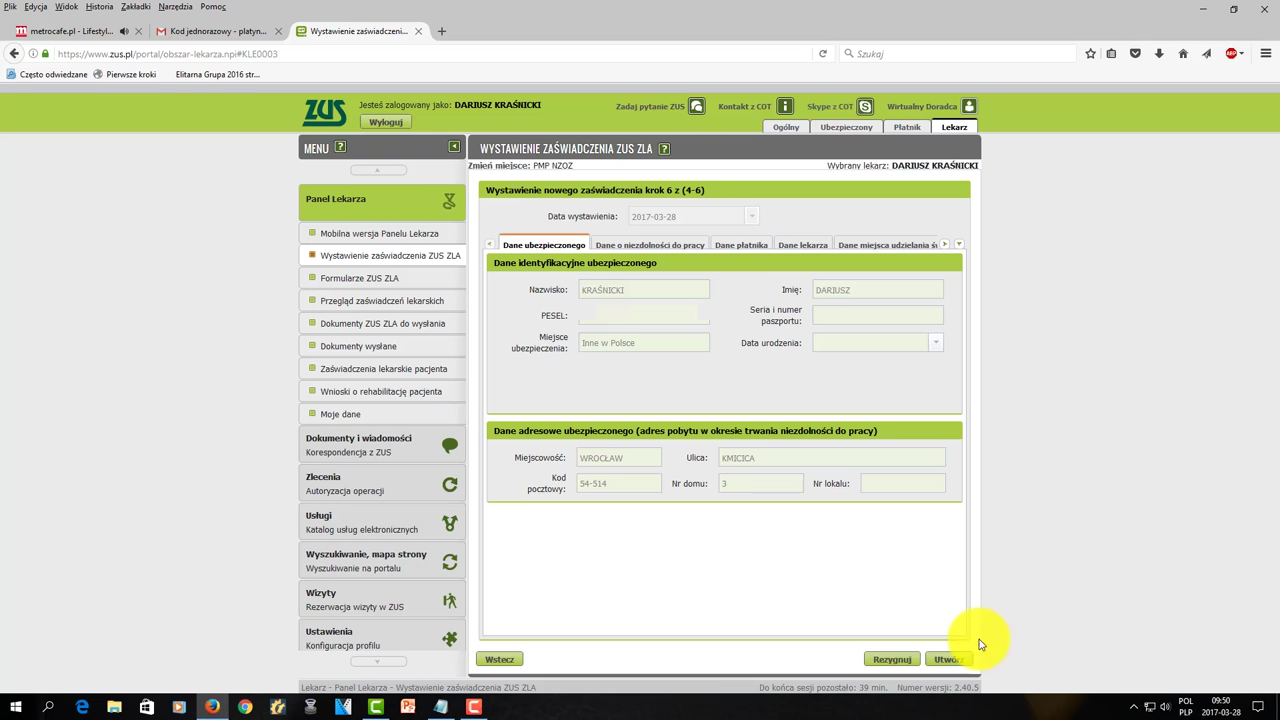 Plik Edycja Widok Historia Zakładki Narzędzia Pomoc
metrocafe.pl - Lifestyl...
Kod jednorazowy - platyn...
Wystawienie zaświadczeni...
https://www.zus.pl/portal/obszar-lekarza.npi#KLE0003
Szukaj
ABP
Często odwiedzane Pierwsze kroki Elitarna Grupa 2016 str...
ZUS
Jesteś zalogowany jako: DARIUSZ KRAŚNICKI
Wyloguj
Zadaj pytanie ZUS Kontakt z COT Skype z COT Wirtualny Doradca
Ogólny Ubezpieczony Płatnik Lekarz
MENU ?
WYSTAWIENIE ZAŚWIADCZENIA ZUS ZLA ?
Zmień miejsce: PMP NZOZ
Wybrany lekarz: DARIUSZ KRAŚNICKI
Panel Lekarza
Mobilna wersja Panelu Lekarza
Wystawienie zaświadczenia ZUS ZLA
Formularze ZUS ZLA
Przegląd zaświadczeń lekarskich
Dokumenty ZUS ZLA do wysłania
Dokumenty wysłane
Zaświadczenia lekarskie pacjenta
Wnioski o rehabilitację pacjenta
Moje dane
Dokumenty i wiadomości
Korespondencja z ZUS
Zlecenia
Autoryzacja operacji
Usługi
Katalog usług elektronicznych
Wyszukiwanie, mapa strony
Wyszukiwanie na portalu
Wizyty
Rezerwacja wizyty w ZUS
Ustawienia
Konfiguracja profilu
Wystawienie nowego zaświadczenia krok 6 z (4-6)
Data wystawienia: 2017-03-28
Dane ubezpieczonego Dane o niezdolności do pracy Dane płatnika Dane lekarza Dane miejsca udzielania
Dane identyfikacyjne ubezpieczonego
Nazwisko: KRAŚNICKI
Imię: DARIUSZ
PESEL:
Seria i numer
paszportu:
Miejsce
ubezpieczenia: Inne w Polsce
Data urodzenia:
Dane adresowe ubezpieczonego (adres pobytu w okresie trwania niezdolności do pracy)
Miejscowość: WROCŁAW Ulica: KMICICA
Kod
pocztowy: 54-514 Nr domu: 3 Nr lokalu:
Wstecz Rezygnuj Utwórz
Lekarz - Panel Lekarza - Wystawienie zaświadczenia ZUS ZLA
Do końca sesji pozostało: 39 min. Numer wersji: 2.40.5
POL
PLP
09:50
2017-03-28